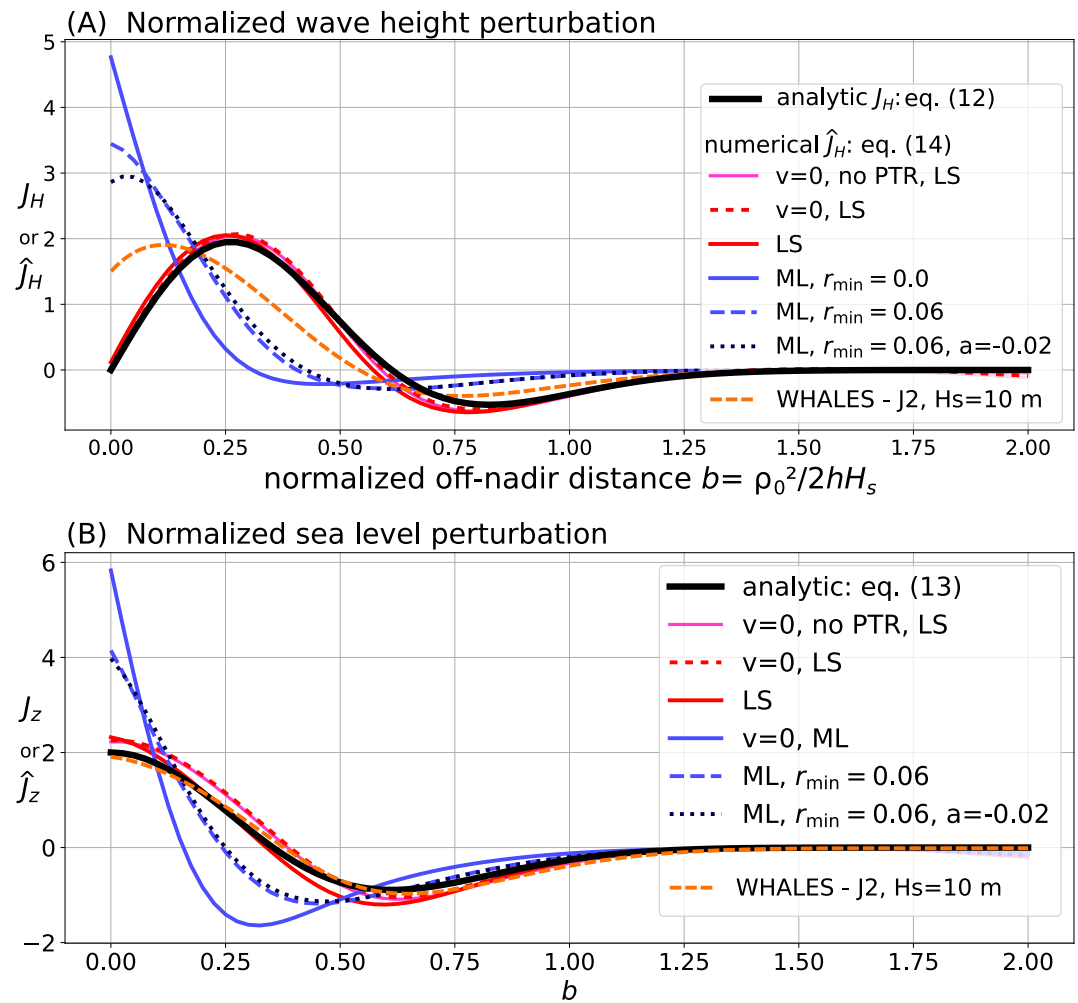 (A) Normalized wave height perturbation
5
4
3
2
1
0
J_H
or
Ĵ_H
analytic J_H: eq. (12)
numerical Ĵ_H: eq. (14)
v=0, no PTR, LS
v=0, LS
LS
ML, r_min = 0.0
ML, r_min = 0.06
ML, r_min = 0.06, a=-0.02
WHALES - J2, Hs=10 m
0.00 0.25 0.50 0.75 1.00 1.25 1.50 1.75 2.00
normalized off-nadir distance b= ρ₀²/2hH_s
(B) Normalized sea level perturbation
6
4
2
0
−2
J_z
or
Ĵ_z
analytic: eq. (13)
v=0, no PTR, LS
v=0, LS
LS
v=0, ML
ML, r_min = 0.06
ML, r_min = 0.06, a=-0.02
WHALES - J2, Hs=10 m
0.00 0.25 0.50 0.75 1.00 1.25 1.50 1.75 2.00
b